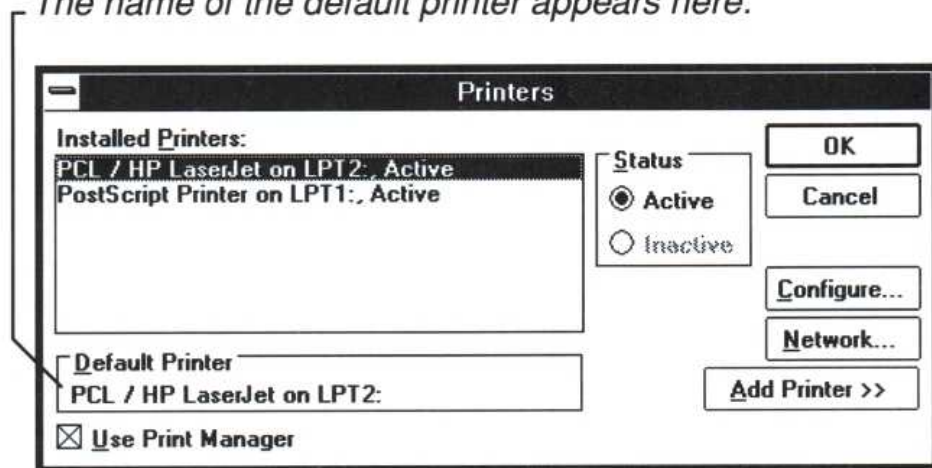 The name of the default printer appears here.
Printers
Installed Printers:
PCL / HP LaserJet on LPT2:, Active
PostScript Printer on LPT1:, Active
Status
Active
Inactive
OK
Cancel
Configure...
Network...
Add Printer >>
Default Printer
PCL / HP LaserJet on LPT2:
Use Print Manager